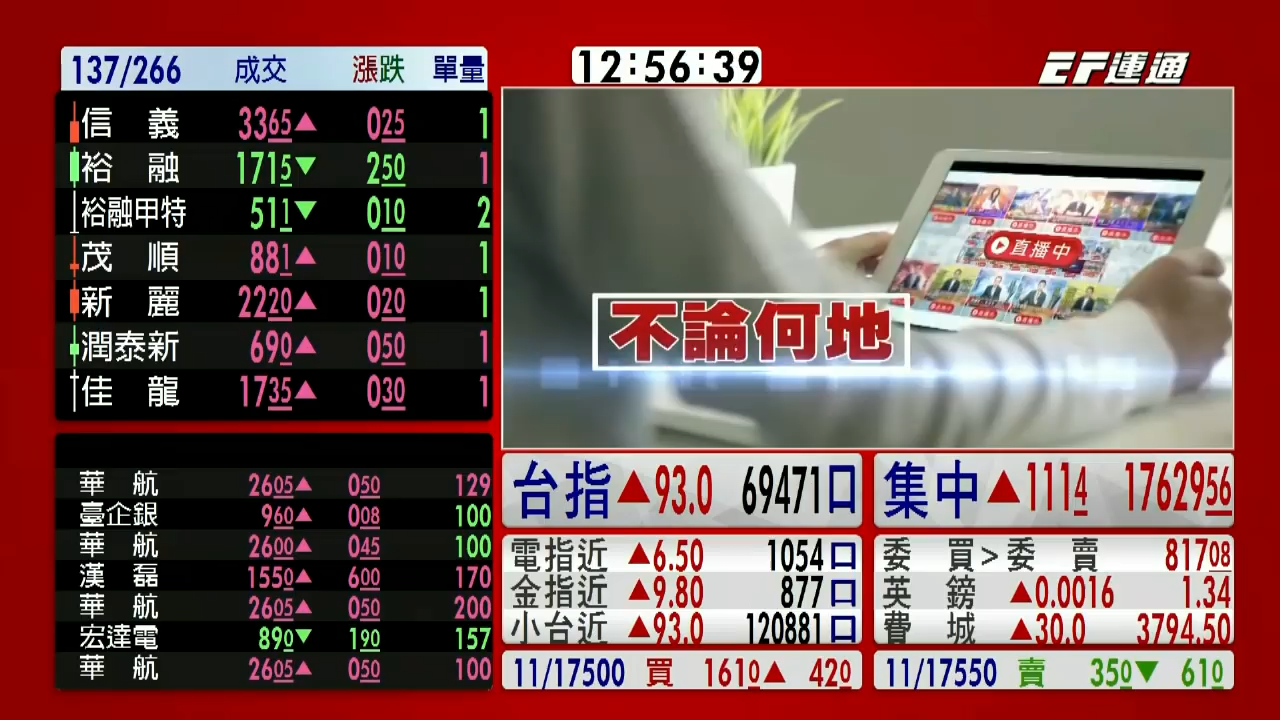 137/266 成交 漲跌 單量
12:56:39
EF運通
信義 3365▲ 025 1
裕融 1715▼ 250 1
裕融甲特 511▼ 010 2
茂順 881▲ 010 1
新麗 2220▲ 020 1
潤泰新 690▲ 050 1
佳龍 1735▲ 030 1
直播中
不論何地
華航 2605▲ 050 129
臺企銀 960▲ 008 100
華航 2600▲ 045 100
漢磊 1550▲ 600 170
華航 2605▲ 050 200
宏達電 890▼ 190 157
華航 2605▲ 050 100
台指▲93.0 69471口
集中▲1114 1762956
電指近 ▲6.50 1054口
金指近 ▲9.80 877口
小台近 ▲93.0 120881口
委買>委賣 81708
英鎊 ▲0.0016 1.34
費城 ▲30.0 3794.50
11/17500 買 1610▲ 420
11/17550 賣 350▼ 610